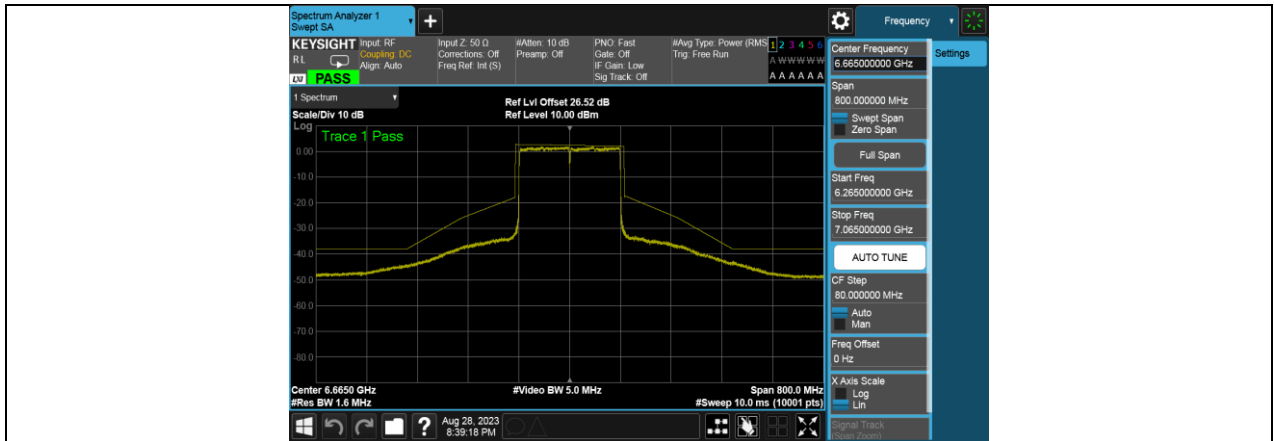 Spectrum Analyzer 1
Swept SA
+
Frequency
KEYSIGHT
R L
LXI PASS
Input: RF
Coupling: DC
Align: Auto
Input Z: 50 Ω
Corrections: Off
Freq Ref: Int (S)
#Atten: 10 dB
Preamp: Off
PNO: Fast
Gate: Off
IF Gain: Low
Sig Track: Off
#Avg Type: Power (RMS
Trig: Free Run
1 2 3 4 5 6
A W W W W W
A A A A A A
1 Spectrum
Scale/Div 10 dB
Ref Lvl Offset 26.52 dB
Ref Level 10.00 dBm
Log
Trace 1 Pass
0.00
-10.0
-20.0
-30.0
-40.0
-50.0
-60.0
-70.0
-80.0
Center 6.6650 GHz
#Res BW 1.6 MHz
#Video BW 5.0 MHz
Span 800.0 MHz
#Sweep 10.0 ms (10001 pts)
?
Aug 28, 2023
8:39:18 PM
Settings
Center Frequency
6.665000000 GHz
Span
800.000000 MHz
Swept Span
Zero Span
Full Span
Start Freq
6.265000000 GHz
Stop Freq
7.065000000 GHz
AUTO TUNE
CF Step
80.000000 MHz
Auto
Man
Freq Offset
0 Hz
X Axis Scale
Log
Lin
Signal Track
(Span Zoom)